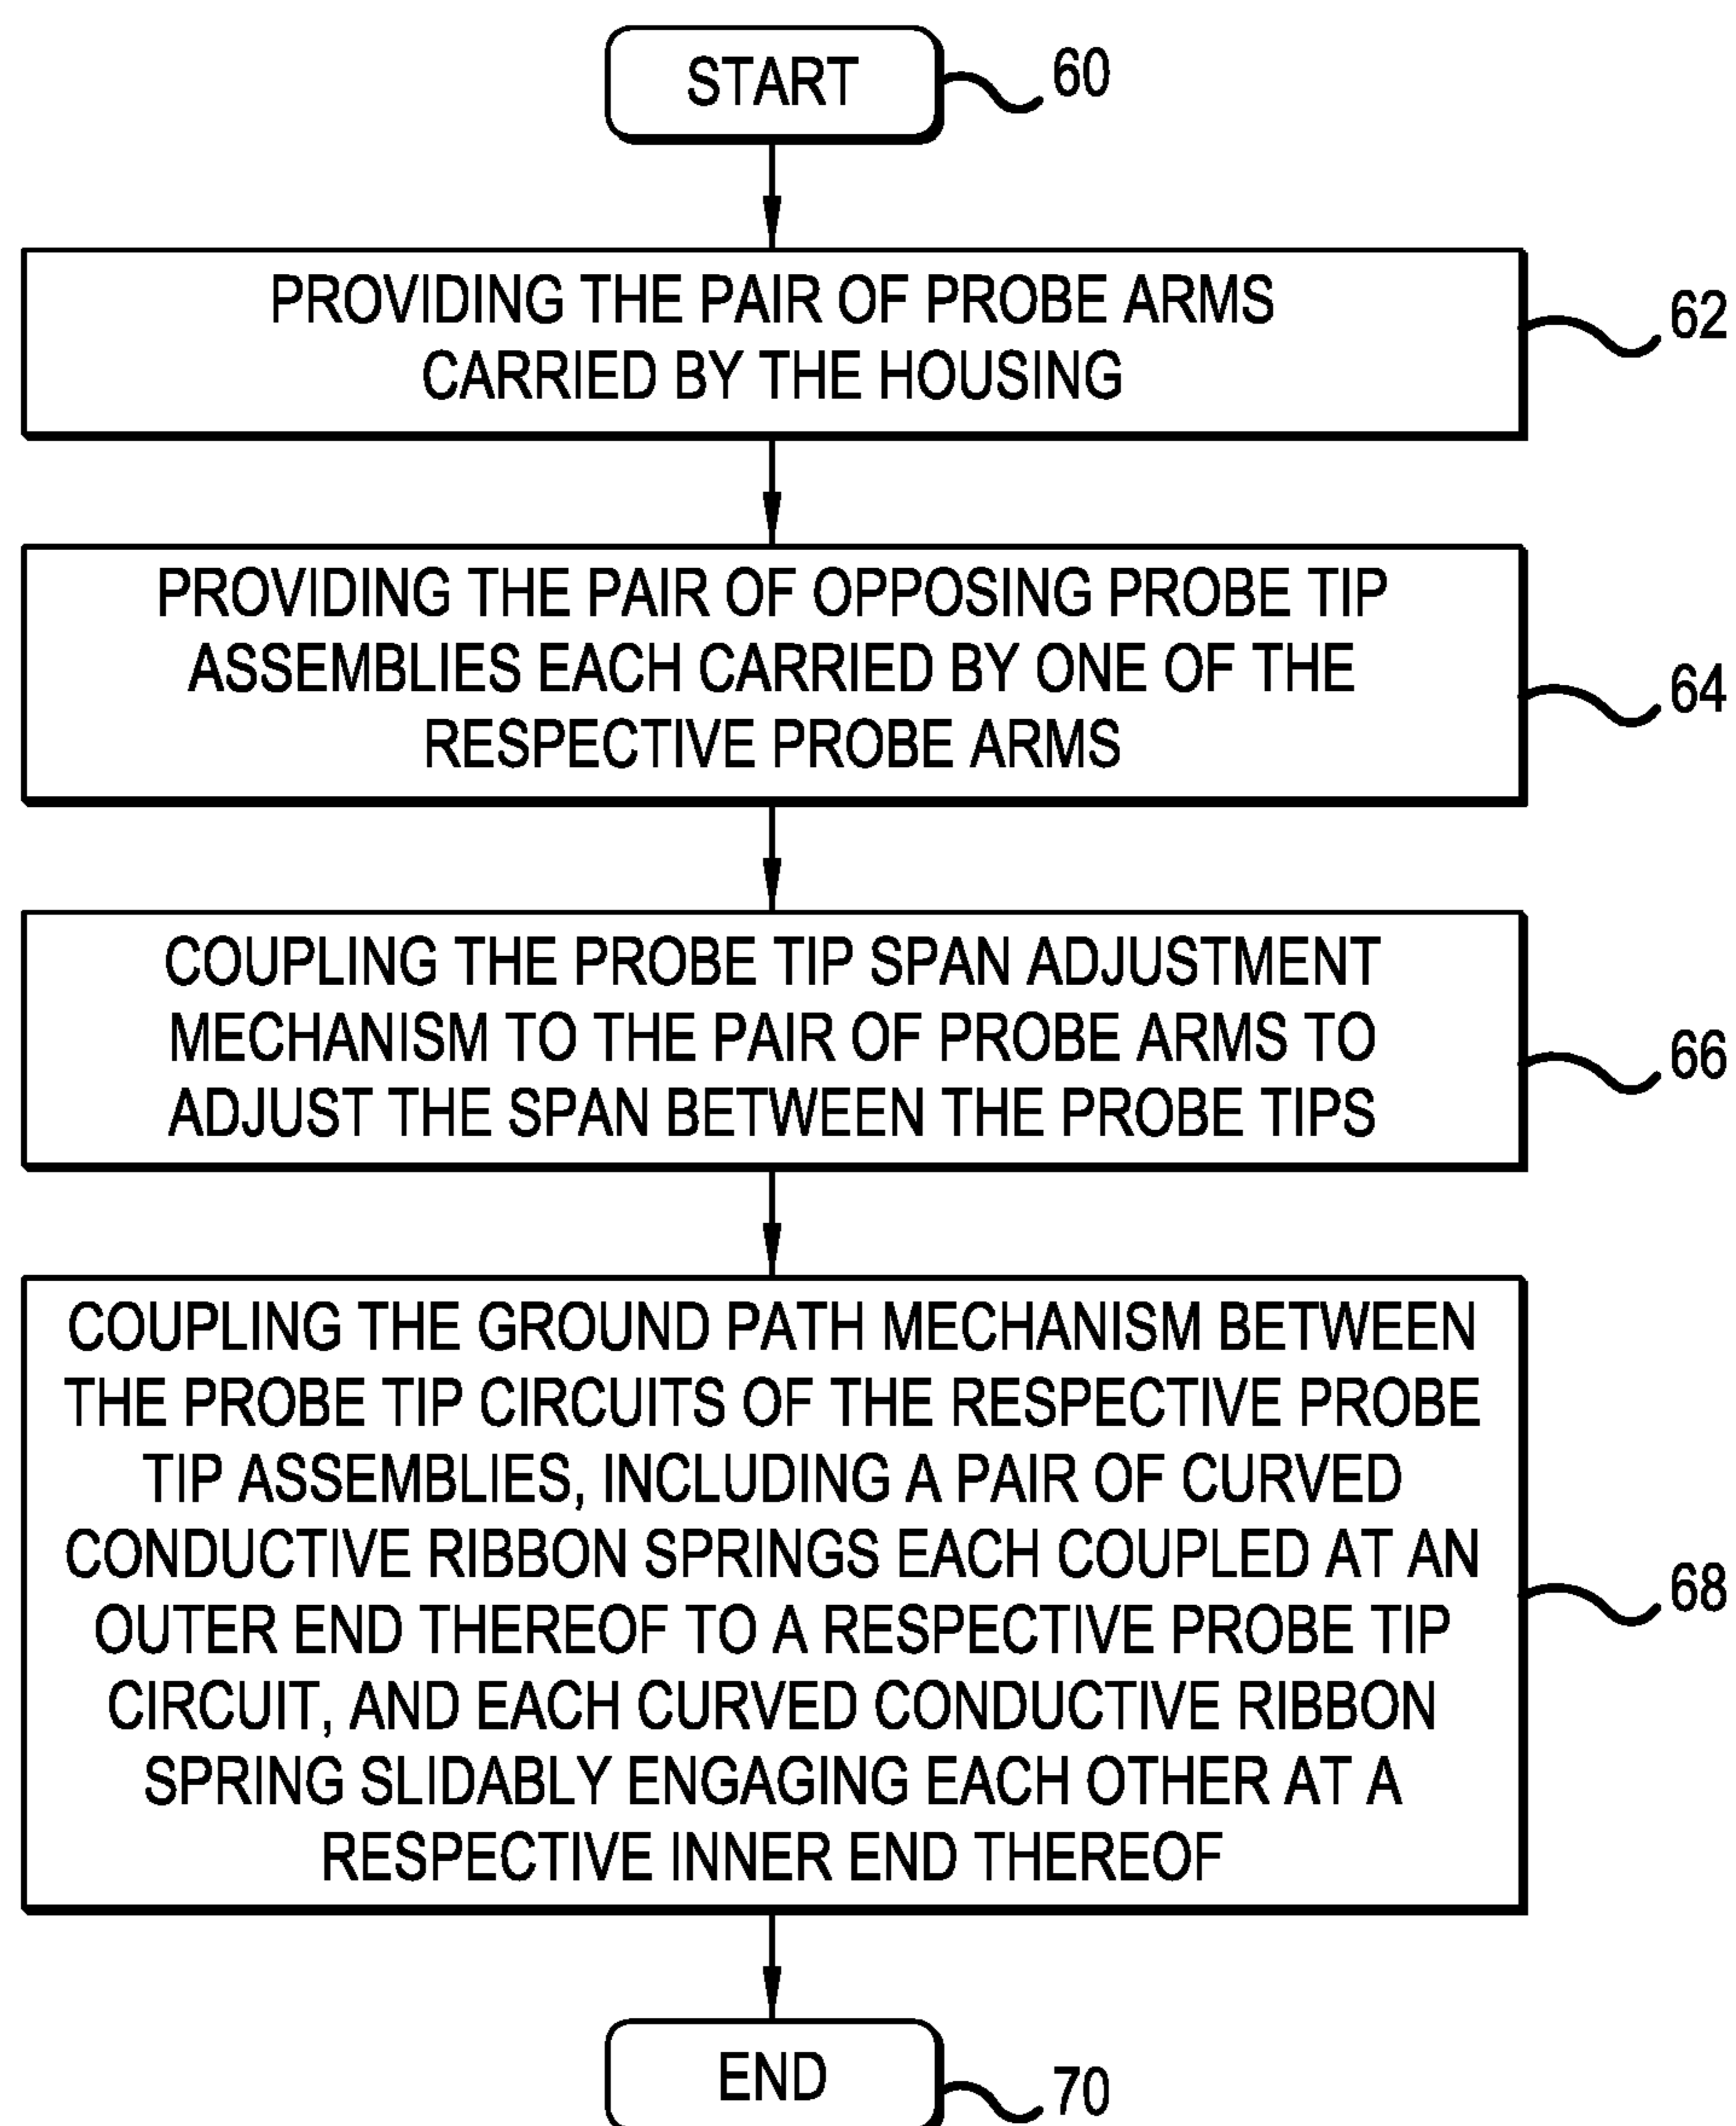 START
60
PROVIDING THE PAIR OF PROBE ARMS
CARRIED BY THE HOUSING
62
PROVIDING THE PAIR OF OPPOSING PROBE TIP
ASSEMBLIES EACH CARRIED BY ONE OF THE
RESPECTIVE PROBE ARMS
64
COUPLING THE PROBE TIP SPAN ADJUSTMENT
MECHANISM TO THE PAIR OF PROBE ARMS TO
ADJUST THE SPAN BETWEEN THE PROBE TIPS
66
COUPLING THE GROUND PATH MECHANISM BETWEEN
THE PROBE TIP CIRCUITS OF THE RESPECTIVE PROBE
TIP ASSEMBLIES, INCLUDING A PAIR OF CURVED
CONDUCTIVE RIBBON SPRINGS EACH COUPLED AT AN
OUTER END THEREOF TO A RESPECTIVE PROBE TIP
CIRCUIT, AND EACH CURVED CONDUCTIVE RIBBON
SPRING SLIDABLY ENGAGING EACH OTHER AT A
RESPECTIVE INNER END THEREOF
68
END
70